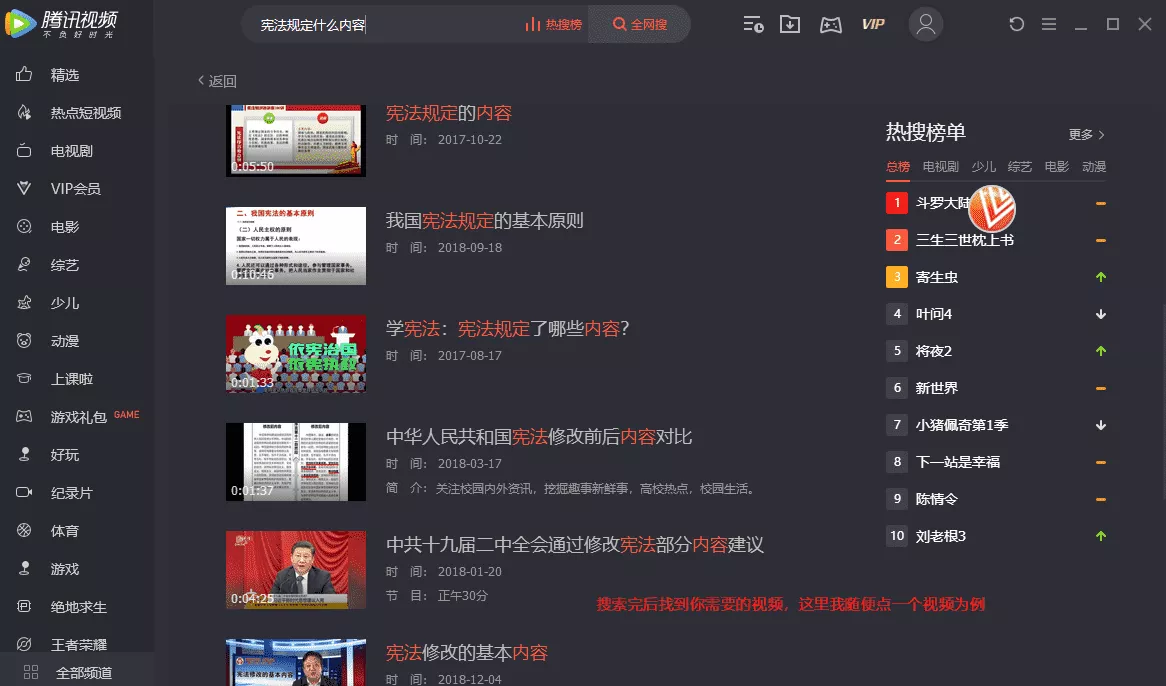 腾讯视频
不负好时光
宪法规定什么内容
热搜榜
全网搜
VIP
精选
热点短视频
电视剧
VIP会员
电影
综艺
少儿
动漫
上课啦
游戏礼包 GAME
好玩
纪录片
体育
游戏
绝地求生
王者荣耀
全部频道
返回
0:05:50
宪法规定的内容
时 间： 2017-10-22
二、我国宪法的基本原则
（二）人民主权的原则
0:10:46
我国宪法规定的基本原则
时 间： 2018-09-18
依宪治国
依宪执政
0:01:33
学宪法：宪法规定了哪些内容？
时 间： 2017-08-17
0:01:37
中华人民共和国宪法修改前后内容对比
时 间： 2018-03-17
简 介： 关注校园内外资讯，挖掘趣事新鲜事，高校热点，校园生活。
0:04:25
中共十九届二中全会通过修改宪法部分内容建议
时 间： 2018-01-20
节 目： 正午30分
宪法修改的基本内容
宪法修改的基本内容
时 间： 2018-12-04
搜索完后找到你需要的视频，这里我随便点一个视频为例
热搜榜单
更多
总榜 电视剧 少儿 综艺 电影 动漫
1 斗罗大陆
2 三生三世枕上书
3 寄生虫
4 叶问4
5 将夜2
6 新世界
7 小猪佩奇第1季
8 下一站是幸福
9 陈情令
10 刘老根3